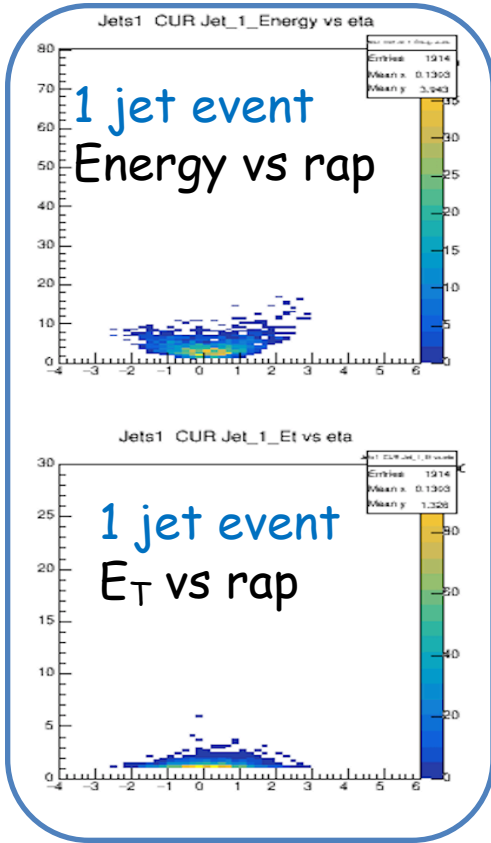 Jets1 CUR Jet_1_Energy vs eta
Entries 1914
Mean x 0.1393
Mean y 3.943
1 jet event
Energy vs rap
80
70
60
50
40
30
20
10
0
35
30
25
20
15
10
5
0
−4 −3 −2 −1 0 1 2 3 4 5 6
Jets1 CUR Jet_1_Et vs eta
Entries 1914
Mean x 0.1393
Mean y 1.326
1 jet event
E_T vs rap
30
25
20
15
10
5
0
80
60
40
20
0
−4 −3 −2 −1 0 1 2 3 4 5 6